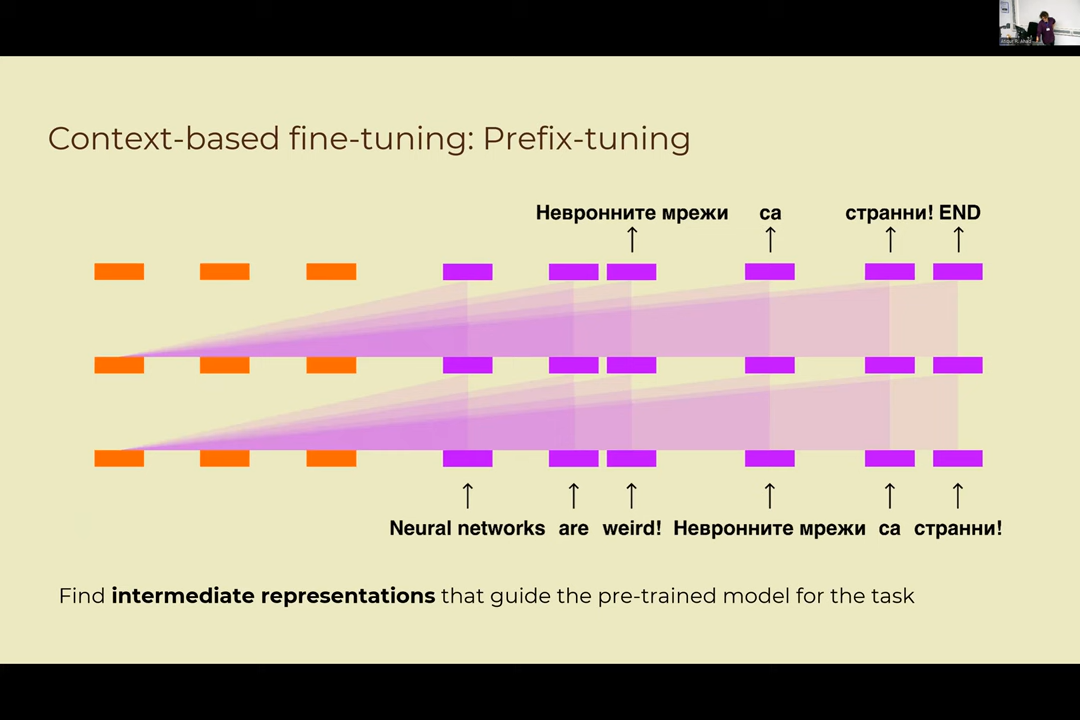 Context-based fine-tuning: Prefix-tuning
Невронните мрежи са странни! END
Neural networks are weird! Невронните мрежи са странни!
Find intermediate representations that guide the pre-trained model for the task